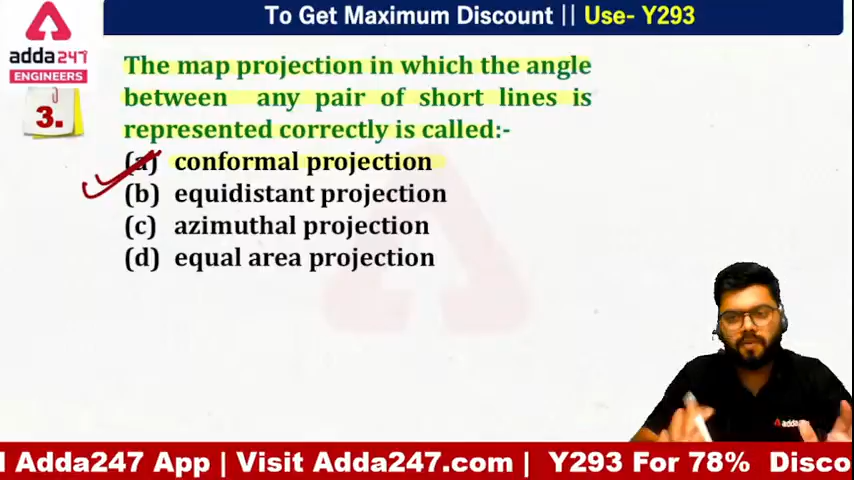 To Get Maximum Discount || Use- Y293
adda247
ENGINEERS
3.
The map projection in which the angle
between any pair of short lines is
represented correctly is called:-
(a) conformal projection
(b) equidistant projection
(c) azimuthal projection
(d) equal area projection
adda247
Adda247 App | Visit Adda247.com | Y293 For 78% Disco